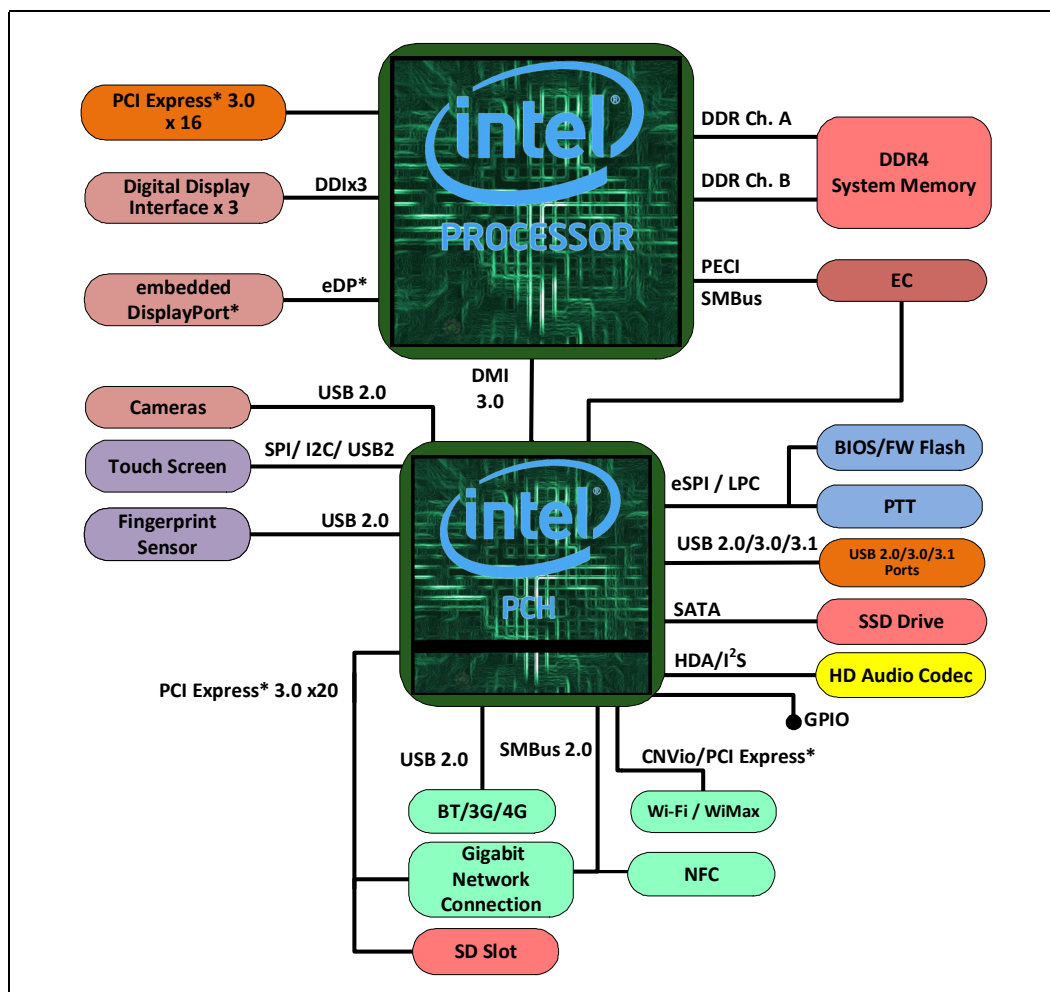 PCI Express* 3.0
x 16
Digital Display
Interface x 3
DDIx3
embedded
DisplayPort*
eDP*
intel®
PROCESSOR
DDR Ch. A
DDR Ch. B
DDR4
System Memory
PECI
SMBus
EC
DMI
3.0
Cameras
USB 2.0
Touch Screen
SPI/ I2C/ USB2
Fingerprint
Sensor
USB 2.0
intel®
PCH
eSPI / LPC
BIOS/FW Flash
PTT
USB 2.0/3.0/3.1
USB 2.0/3.0/3.1
Ports
SATA
SSD Drive
HDA/I²S
HD Audio Codec
GPIO
PCI Express* 3.0 x20
USB 2.0
SMBus 2.0
CNVio/PCI Express*
BT/3G/4G
Wi-Fi / WiMax
Gigabit
Network
Connection
NFC
SD Slot